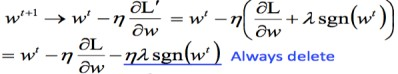 w^{t+1} → w^t − η ∂L′/∂w = w^t − η(∂L/∂w + λ sgn(w^t))
= w^t − η ∂L/∂w − ηλ sgn(w^t) Always delete